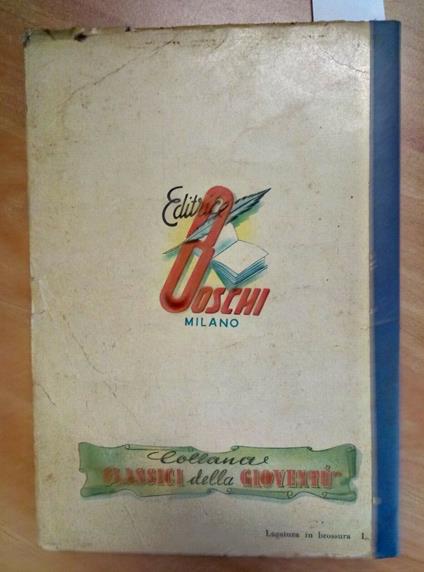 Editrice
BOSCHI
MILANO
Collana
"CLASSICI della GIOVENTÙ"
Legatura in brossura L.